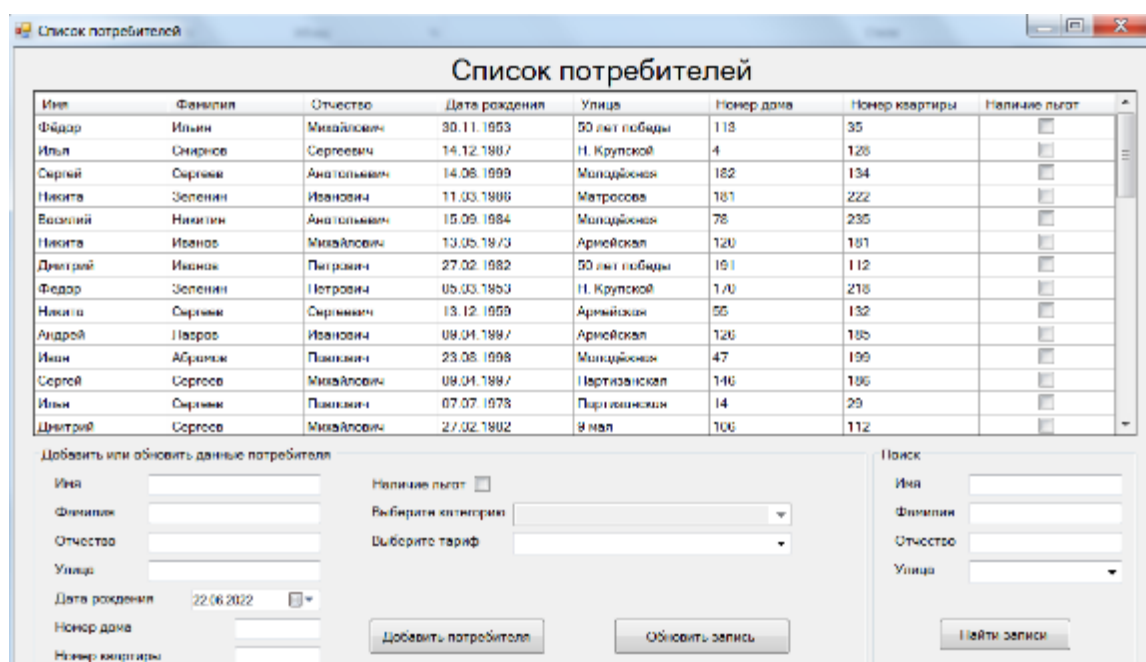 Список потребителей
Список потребителей
Имя Фамилия Отчество Дата рождения Улица Номер дома Номер квартиры Наличие льгот
Фёдор Ильин Михайлович 30.11.1953 50 лет победы 113 35
Илья Смирнов Сергеевич 14.12.1987 Н. Крупской 4 128
Сергей Сергеев Анатольевич 14.06.1999 Молодёжная 182 134
Никита Зеленин Иванович 11.03.1986 Матросова 181 222
Василий Никитин Анатольевич 15.09.1984 Молодёжная 78 235
Никита Иванов Михайлович 13.05.1973 Армейская 120 181
Дмитрий Иванов Петрович 27.02.1982 50 лет победы 191 112
Федор Зеленин Петрович 05.03.1953 Н. Крупской 170 218
Никита Сергеев Сергеевич 13.12.1959 Армейская 55 132
Андрей Лавров Иванович 09.04.1997 Армейская 126 185
Иван Абрамов Павлович 23.08.1996 Молодёжная 47 199
Сергей Сергеев Михайлович 09.04.1997 Партизанская 146 186
Илья Сергеев Павлович 07.07.1973 Партизанская 14 29
Дмитрий Сергеев Михайлович 27.02.1982 9 мая 106 112
Добавить или обновить данные потребителя Поиск
Имя Наличие льгот Имя
Фамилия Выберите категорию Фамилия
Отчество Выберите тариф Отчество
Улица Улица
Дата рождения 22.06.2022
Номер дома Добавить потребителя Обновить запись Найти записи
Номер квартиры